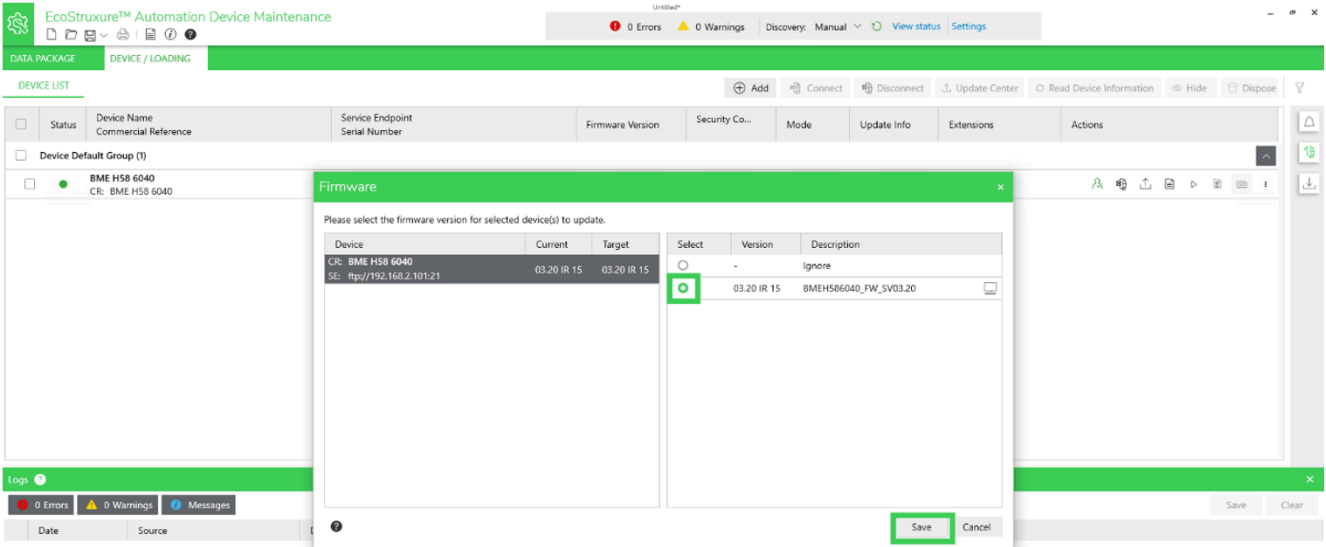 Untitled*
EcoStruxure™ Automation Device Maintenance
0 Errors 0 Warnings Discovery: Manual View status Settings
DATA PACKAGE DEVICE / LOADING
DEVICE LIST
Add Connect Disconnect Update Center Read Device Information Hide Dispose
Status Device Name Service Endpoint Firmware Version Security Co... Mode Update Info Extensions Actions
Commercial Reference Serial Number
Device Default Group (1)
BME H58 6040
CR: BME H58 6040
Firmware
Please select the firmware version for selected device(s) to update.
Device Current Target Select Version Description
CR: BME H58 6040 03.20 IR 15 03.20 IR 15
SE: ftp://192.168.2.101:21
- Ignore
03.20 IR 15 BMEH586040_FW_SV03.20
Save Cancel
Logs
0 Errors 0 Warnings Messages Save Clear
Date Source